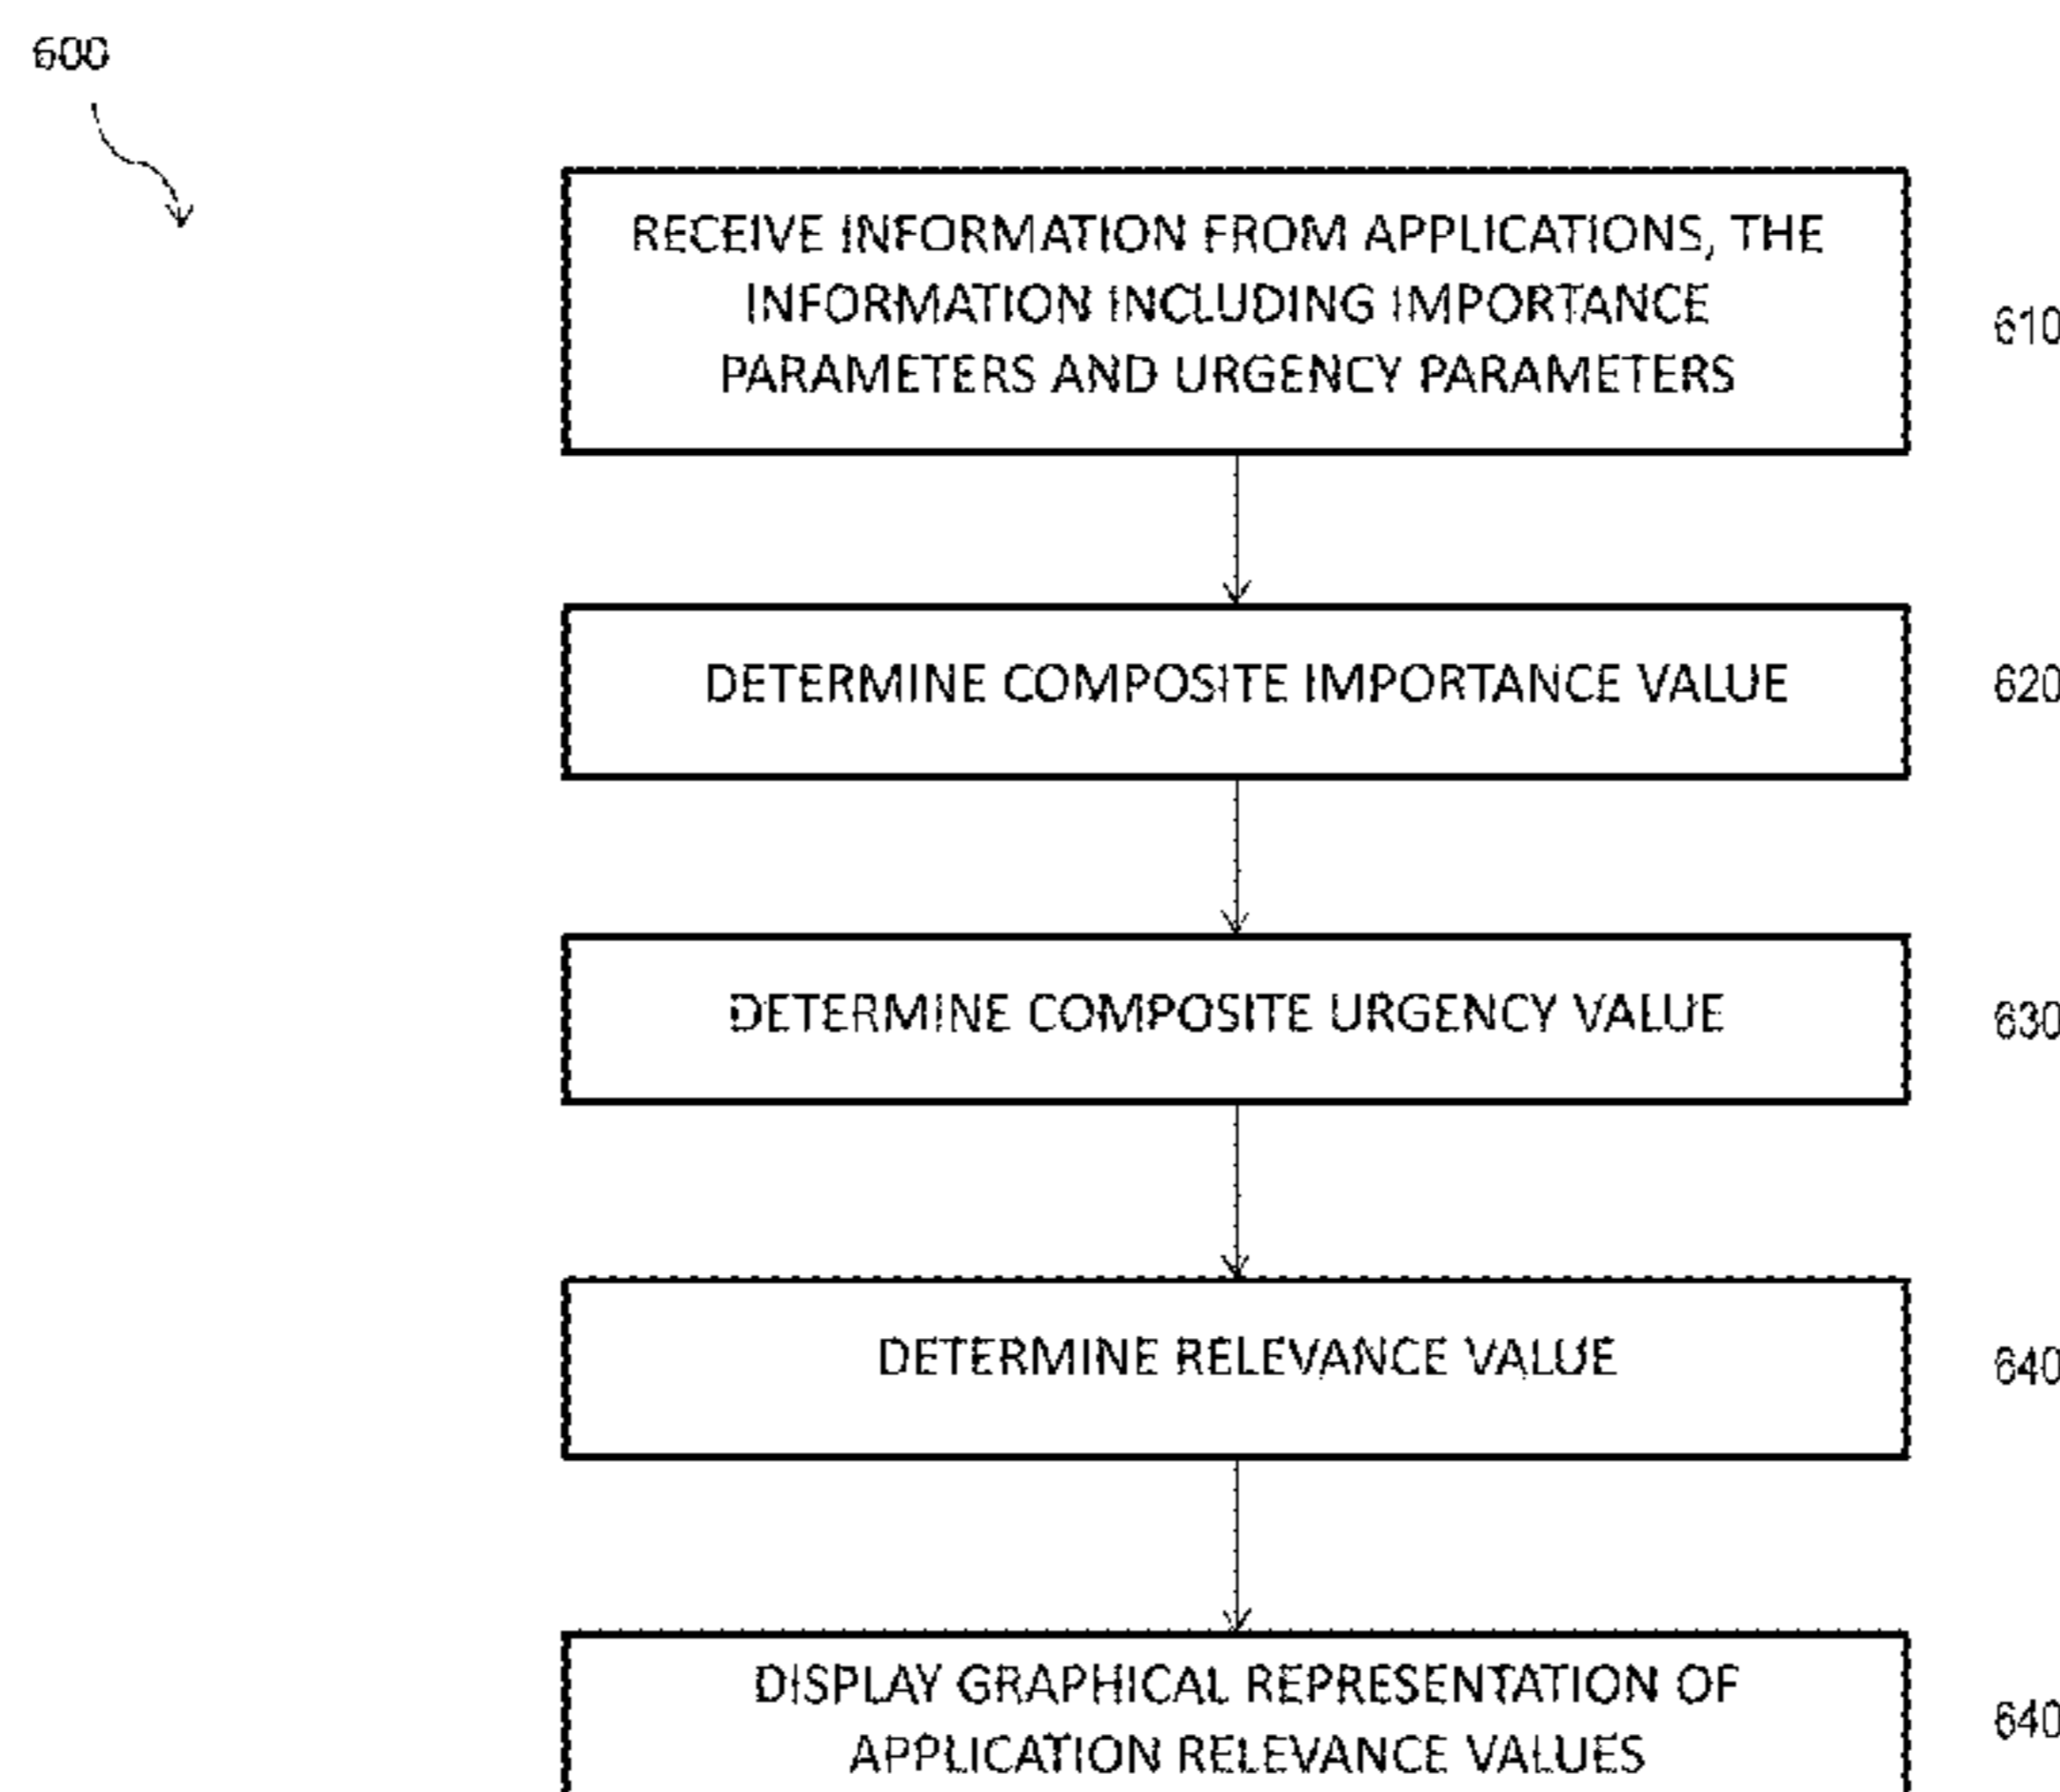 600
RECEIVE INFORMATION FROM APPLICATIONS, THE
INFORMATION INCLUDING IMPORTANCE
PARAMETERS AND URGENCY PARAMETERS
610
DETERMINE COMPOSITE IMPORTANCE VALUE
620
DETERMINE COMPOSITE URGENCY VALUE
630
DETERMINE RELEVANCE VALUE
640
DISPLAY GRAPHICAL REPRESENTATION OF
APPLICATION RELEVANCE VALUES
640